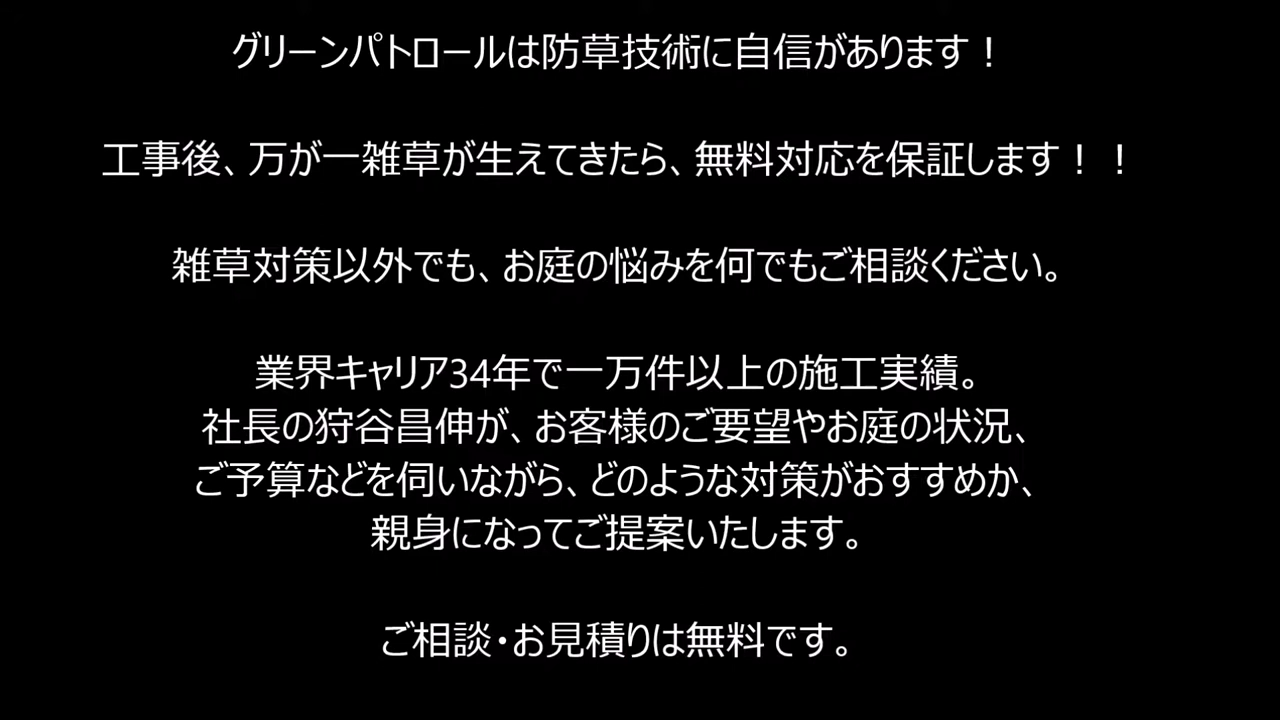 グリーンパトロールは防草技術に自信があります！
工事後、万が一雑草が生えてきたら、無料対応を保証します！！
雑草対策以外でも、お庭の悩みを何でもご相談ください。
業界キャリア34年で一万件以上の施工実績。
社長の狩谷昌伸が、お客様のご要望やお庭の状況、
ご予算などを伺いながら、どのような対策がおすすめか、
親身になってご提案いたします。
ご相談・お見積りは無料です。